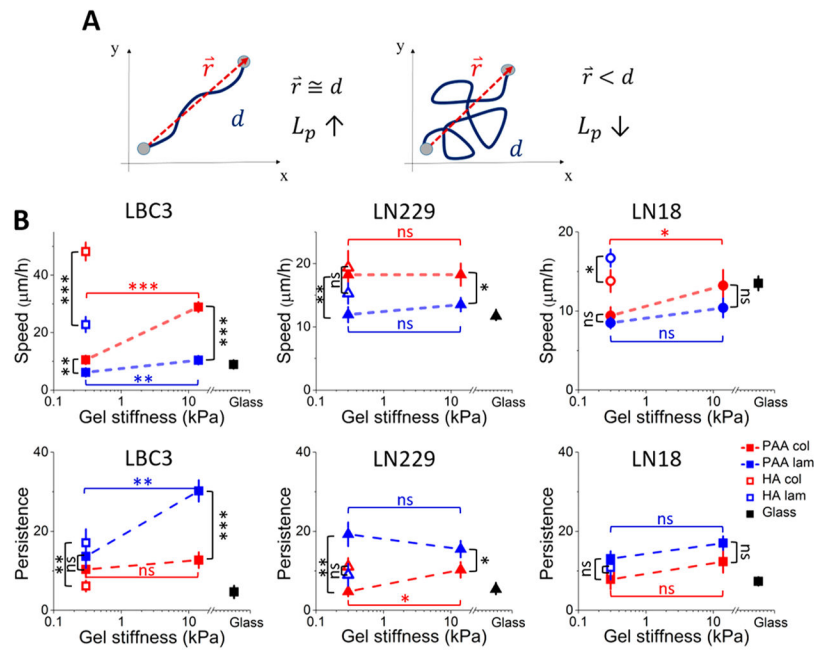 A
y
r⃗
d
x
r⃗ ≅ d
L_p ↑
y
r⃗
d
x
r⃗ < d
L_p ↓
B
LBC3
Speed (μm/h)
40
20
0
***
***
***
**
**
0.1 1 10 Glass
Gel stiffness (kPa)
LN229
Speed (μm/h)
20
10
0
ns
**
ns
*
ns
0.1 1 10 Glass
Gel stiffness (kPa)
LN18
Speed (μm/h)
20
10
0
*
*
ns
ns
ns
0.1 1 10 Glass
Gel stiffness (kPa)
LBC3
Persistence
40
20
0
**
***
**
ns
ns
0.1 1 10 Glass
Gel stiffness (kPa)
LN229
Persistence
40
20
0
ns
**
ns
*
*
0.1 1 10 Glass
Gel stiffness (kPa)
LN18
Persistence
40
20
0
ns
ns
ns
ns
0.1 1 10 Glass
Gel stiffness (kPa)
PAA col
PAA lam
HA col
HA lam
Glass